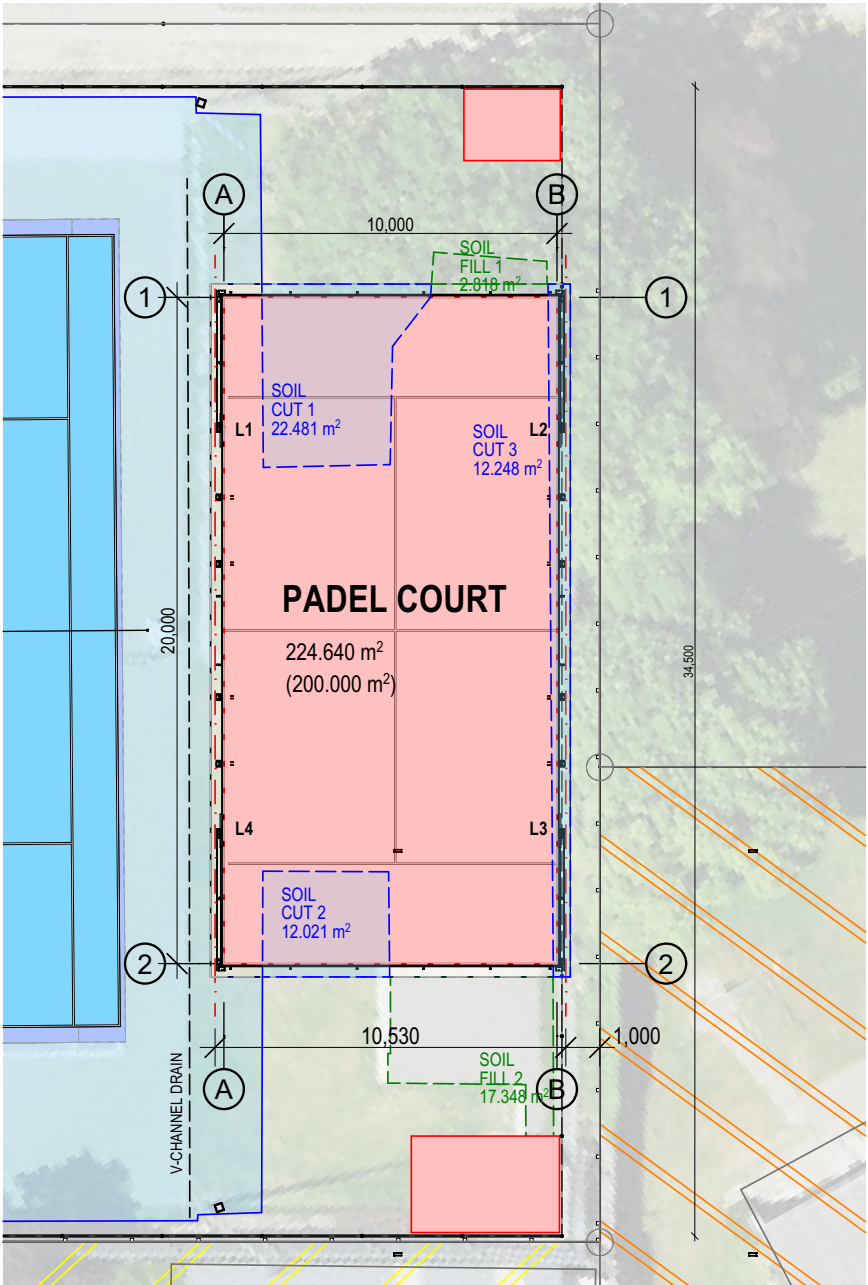 A
B
10,000
SOIL
FILL 1
2.818 m²
1
1
SOIL
CUT 1
22.481 m²
L1
SOIL
CUT 3
12.248 m²
L2
PADEL COURT
224.640 m²
(200.000 m²)
20,000
34,500
L4
L3
SOIL
CUT 2
12.021 m²
2
2
10,530
1,000
SOIL
FILL 2
17.348 m²
A
B
V-CHANNEL DRAIN